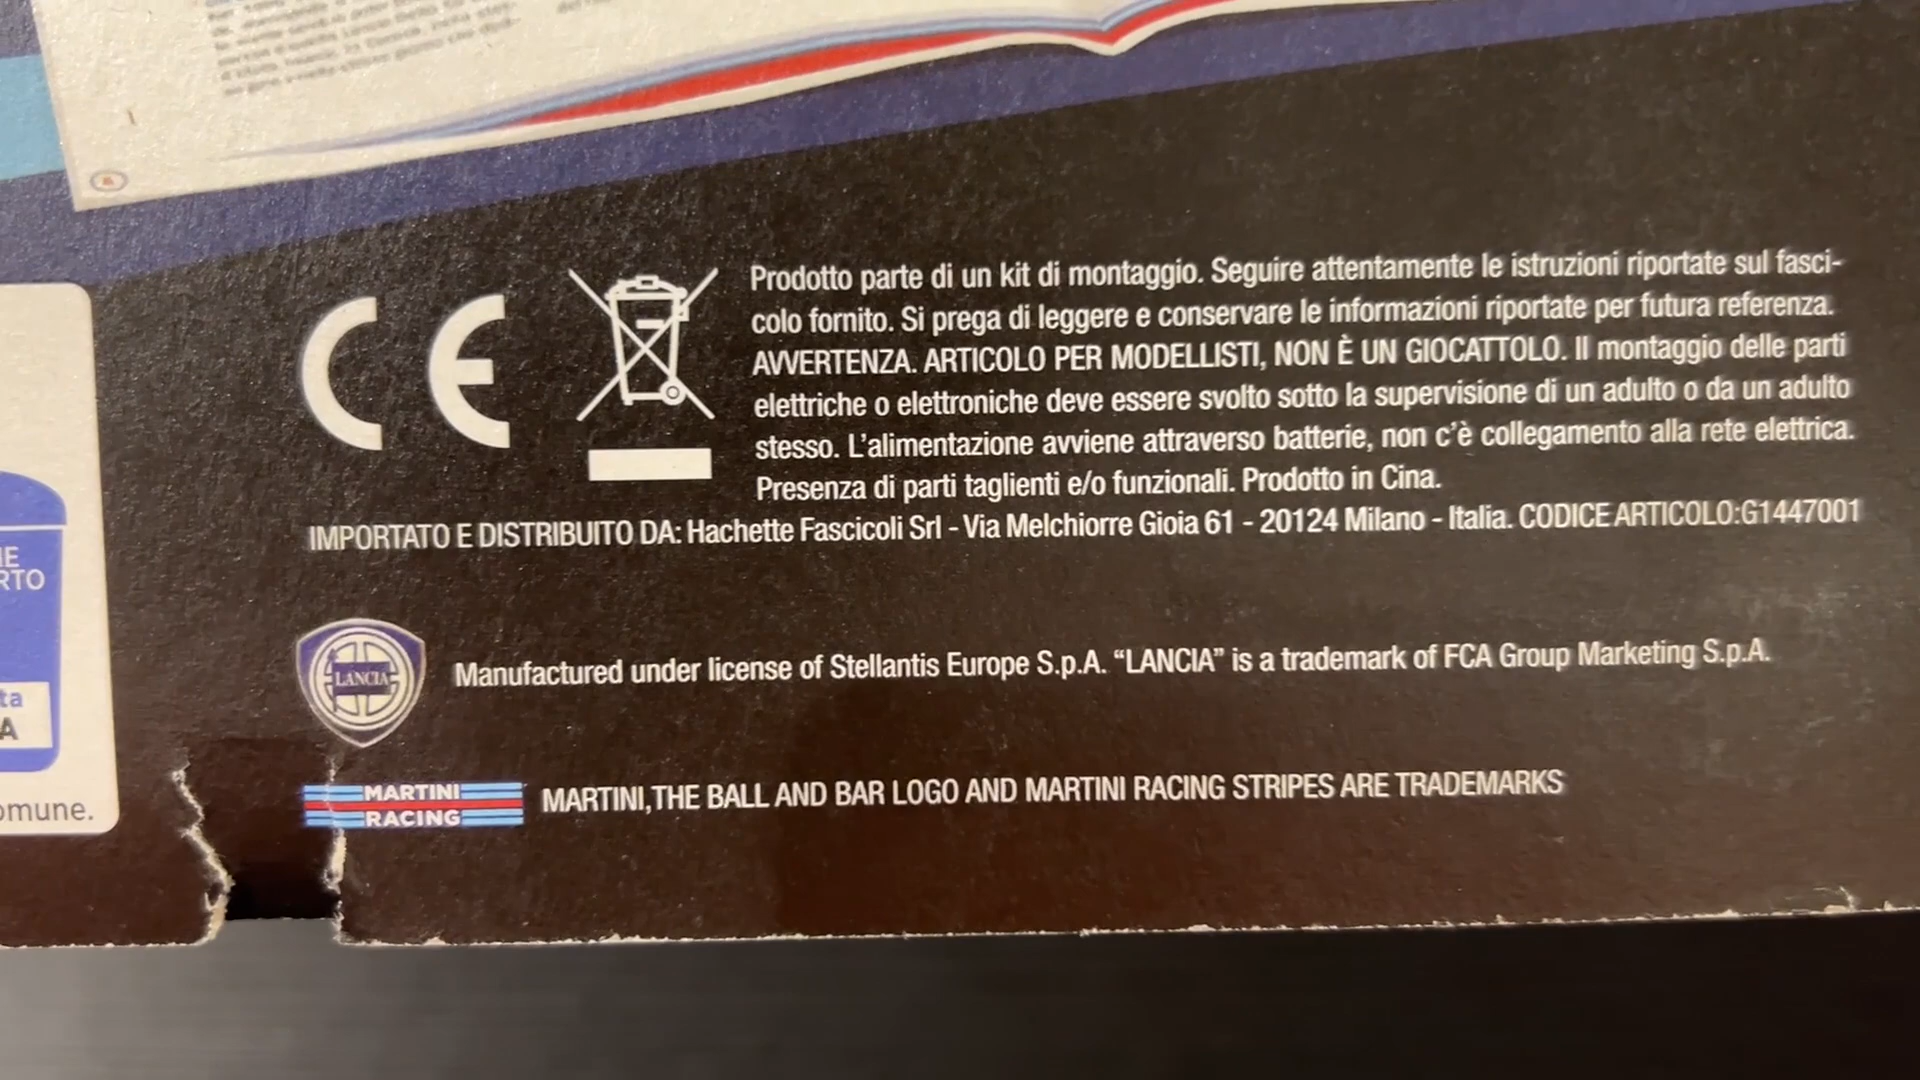 Prodotto parte di un kit di montaggio. Seguire attentamente le istruzioni riportate sul fasci-
colo fornito. Si prega di leggere e conservare le informazioni riportate per futura referenza.
AVVERTENZA. ARTICOLO PER MODELLISTI, NON È UN GIOCATTOLO. Il montaggio delle parti
elettriche o elettroniche deve essere svolto sotto la supervisione di un adulto o da un adulto
stesso. L'alimentazione avviene attraverso batterie, non c'è collegamento alla rete elettrica.
Presenza di parti taglienti e/o funzionali. Prodotto in Cina.
IMPORTATO E DISTRIBUITO DA: Hachette Fascicoli Srl - Via Melchiorre Gioia 61 - 20124 Milano - Italia. CODICE ARTICOLO:G1447001
CE
LANCIA
Manufactured under license of Stellantis Europe S.p.A. “LANCIA” is a trademark of FCA Group Marketing S.p.A.
MARTINI
RACING
MARTINI,THE BALL AND BAR LOGO AND MARTINI RACING STRIPES ARE TRADEMARKS
IE
RTO
ta
A
omune.